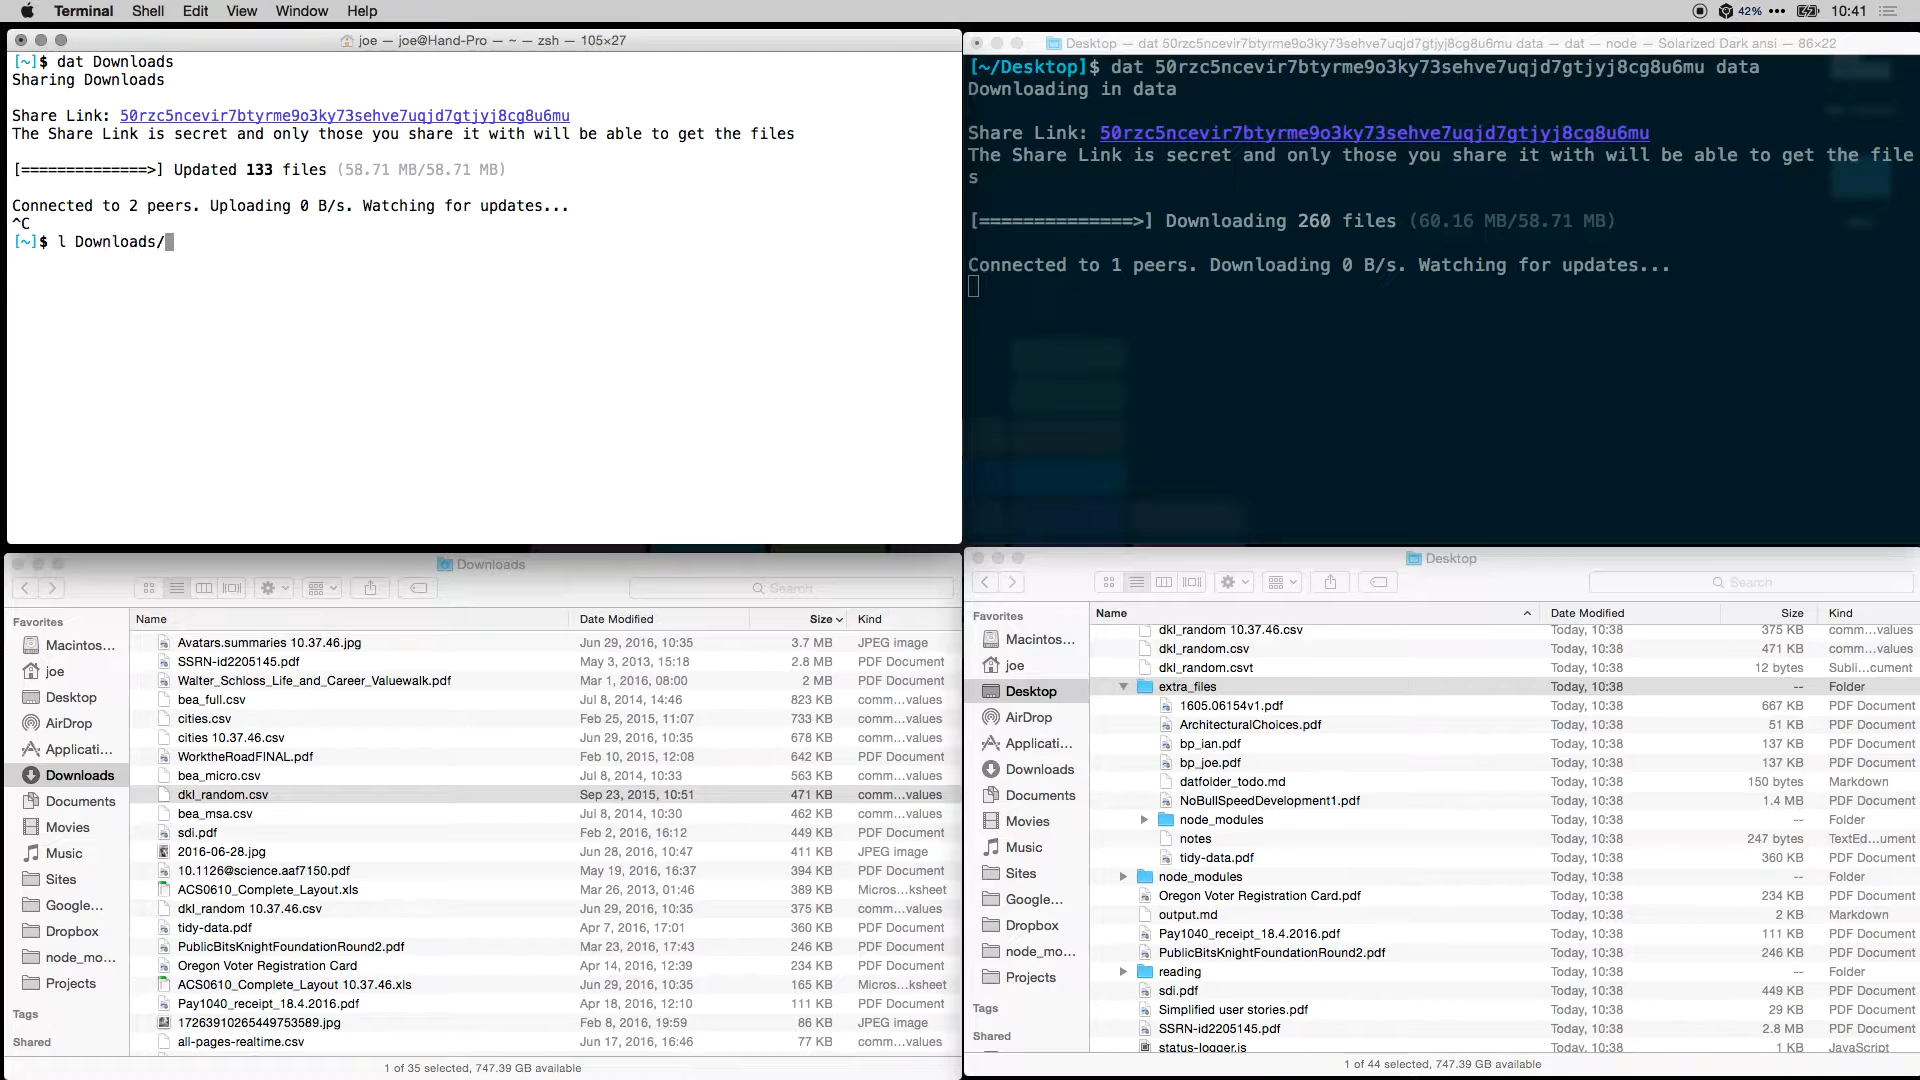 Terminal Shell Edit View Window Help 42% ••• 10:41
joe — joe@Hand-Pro — ~ — zsh — 105×27
[~]$ dat Downloads
Sharing Downloads
Share Link: 50rzc5ncevir7btyrme9o3ky73sehve7uqjd7gtjyj8cg8u6mu
The Share Link is secret and only those you share it with will be able to get the files
[==============>] Updated 133 files (58.71 MB/58.71 MB)
Connected to 2 peers. Uploading 0 B/s. Watching for updates...
^C
[~]$ l Downloads/
Desktop — dat 50rzc5ncevir7btyrme9o3ky73sehve7uqjd7gtjyj8cg8u6mu data — dat — node — Solarized Dark ansi — 86×22
[~/Desktop]$ dat 50rzc5ncevir7btyrme9o3ky73sehve7uqjd7gtjyj8cg8u6mu data
Downloading in data
Share Link: 50rzc5ncevir7btyrme9o3ky73sehve7uqjd7gtjyj8cg8u6mu
The Share Link is secret and only those you share it with will be able to get the file
s
[==============>] Downloading 260 files (60.16 MB/58.71 MB)
Connected to 1 peers. Downloading 0 B/s. Watching for updates...
Downloads
Search
Favorites
Macintos...
joe
Desktop
AirDrop
Applicati...
Downloads
Documents
Movies
Music
Sites
Google...
Dropbox
node_mo...
Projects
Tags
Shared
Name Date Modified Size Kind
Avatars.summaries 10.37.46.jpg Jun 29, 2016, 10:35 3.7 MB JPEG image
SSRN-id2205145.pdf May 3, 2013, 15:18 2.8 MB PDF Document
Walter_Schloss_Life_and_Career_Valuewalk.pdf Mar 1, 2016, 08:00 2 MB PDF Document
bea_full.csv Jul 8, 2014, 14:46 823 KB comm...values
cities.csv Feb 25, 2015, 11:07 733 KB comm...values
cities 10.37.46.csv Jun 29, 2016, 10:35 678 KB comm...values
WorktheRoadFINAL.pdf Feb 10, 2015, 12:08 642 KB PDF Document
bea_micro.csv Jul 8, 2014, 10:33 563 KB comm...values
dkl_random.csv Sep 23, 2015, 10:51 471 KB comm...values
bea_msa.csv Jul 8, 2014, 10:30 462 KB comm...values
sdi.pdf Feb 2, 2016, 16:12 449 KB PDF Document
2016-06-28.jpg Jun 28, 2016, 10:47 411 KB JPEG image
10.1126@science.aaf7150.pdf May 19, 2016, 16:37 394 KB PDF Document
ACS0610_Complete_Layout.xls Mar 26, 2013, 01:46 389 KB Micros...ksheet
dkl_random 10.37.46.csv Jun 29, 2016, 10:35 375 KB comm...values
tidy-data.pdf Apr 7, 2016, 17:01 360 KB PDF Document
PublicBitsKnightFoundationRound2.pdf Mar 23, 2016, 17:43 246 KB PDF Document
Oregon Voter Registration Card Apr 14, 2016, 12:39 234 KB PDF Document
ACS0610_Complete_Layout 10.37.46.xls Jun 29, 2016, 10:35 165 KB Micros...ksheet
Pay1040_receipt_18.4.2016.pdf Apr 18, 2016, 12:10 111 KB PDF Document
17263910265449753589.jpg Feb 8, 2016, 19:59 86 KB JPEG image
all-pages-realtime.csv Jun 17, 2016, 16:46 77 KB comm...values
1 of 35 selected, 747.39 GB available
Desktop
Search
Favorites
Macintos...
joe
Desktop
AirDrop
Applicati...
Downloads
Documents
Movies
Music
Sites
Google...
Dropbox
node_mo...
Projects
Tags
Shared
Name Date Modified Size Kind
dkl_random 10.37.46.csv Today, 10:38 375 KB comm...values
dkl_random.csv Today, 10:38 471 KB comm...values
dkl_random.csvt Today, 10:38 12 bytes Subli...cument
extra_files Today, 10:38 -- Folder
1605.06154v1.pdf Today, 10:38 667 KB PDF Document
ArchitecturalChoices.pdf Today, 10:38 51 KB PDF Document
bp_ian.pdf Today, 10:38 137 KB PDF Document
bp_joe.pdf Today, 10:38 137 KB PDF Document
datfolder_todo.md Today, 10:38 150 bytes Markdown
NoBullSpeedDevelopment1.pdf Today, 10:38 1.4 MB PDF Document
node_modules Today, 10:38 -- Folder
notes Today, 10:38 247 bytes TextEd...ument
tidy-data.pdf Today, 10:38 360 KB PDF Document
node_modules Today, 10:38 -- Folder
Oregon Voter Registration Card.pdf Today, 10:38 234 KB PDF Document
output.md Today, 10:38 2 KB Markdown
Pay1040_receipt_18.4.2016.pdf Today, 10:38 111 KB PDF Document
PublicBitsKnightFoundationRound2.pdf Today, 10:38 246 KB PDF Document
reading Today, 10:38 -- Folder
sdi.pdf Today, 10:38 449 KB PDF Document
Simplified user stories.pdf Today, 10:38 29 KB PDF Document
SSRN-id2205145.pdf Today, 10:38 2.8 MB PDF Document
status-logger.js Today, 10:38 1 KB JavaScript
1 of 44 selected, 747.39 GB available